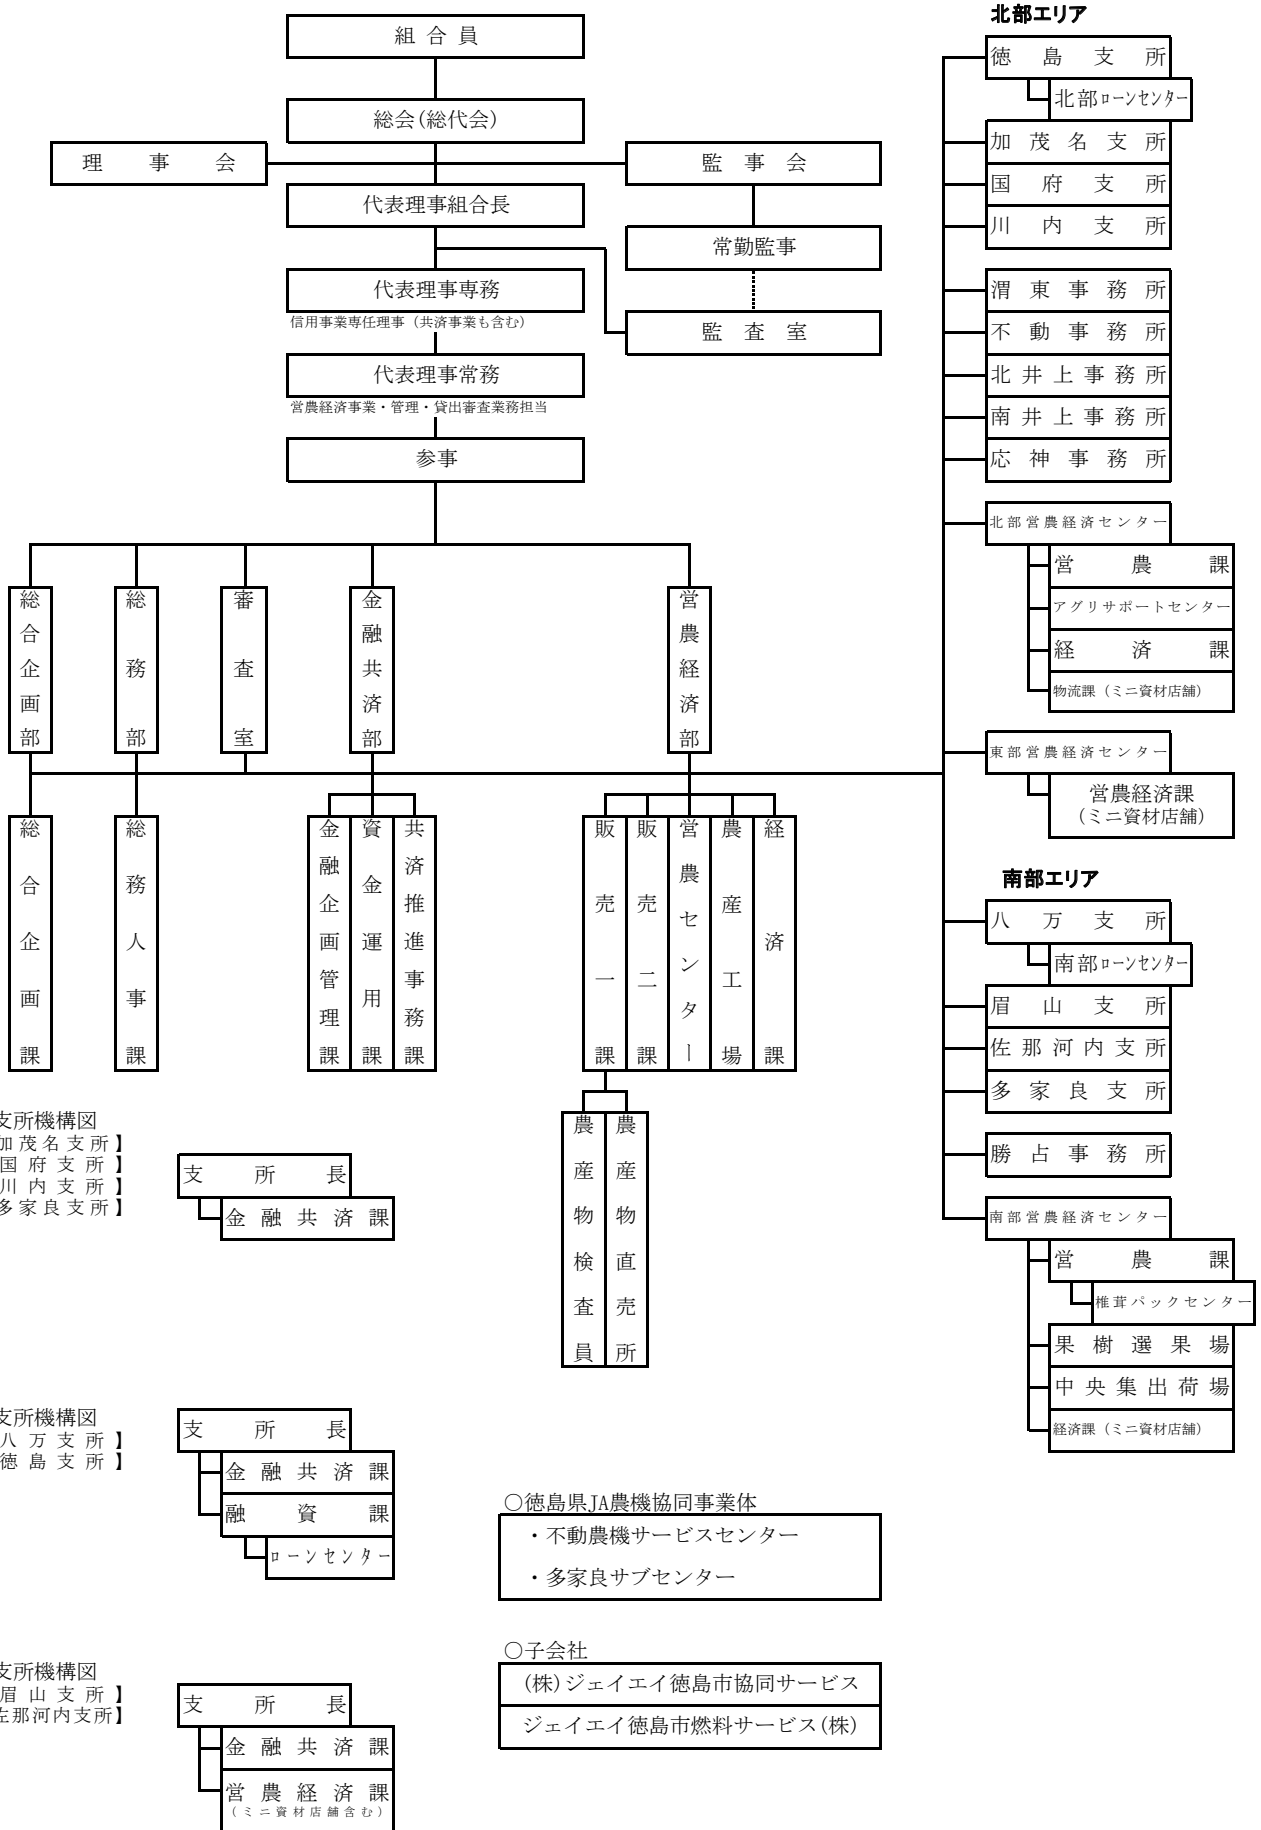 組合員
総会(総代会)
理事会
監事会
代表理事組合長
常勤監事
代表理事専務
信用事業専任理事（共済事業も含む）
監査室
代表理事常務
営農経済事業・管理・貸出審査業務担当
参事
総合企画部
総務部
審査室
金融共済部
営農経済部
総合企画課
総務人事課
金融企画管理課
資金運用課
共済推進事務課
販売一課
販売二課
営農センター
農産工場
経済課
農産物検査員
農産物直売所
北部エリア
徳島支所
北部ローンセンター
加茂名支所
国府支所
川内支所
渭東事務所
不動事務所
北井上事務所
南井上事務所
応神事務所
北部営農経済センター
営農課
アグリサポートセンター
経済課
物流課（ミニ資材店舗）
東部営農経済センター
営農経済課
（ミニ資材店舗）
南部エリア
八万支所
南部ローンセンター
眉山支所
佐那河内支所
多家良支所
勝占事務所
南部営農経済センター
営農課
椎茸パックセンター
果樹選果場
中央集出荷場
経済課（ミニ資材店舗）
支所機構図
加茂名支所】
国府支所】
川内支所】
多家良支所】
支所長
金融共済課
支所機構図
八万支所】
徳島支所】
支所長
金融共済課
融資課
ローンセンター
支所機構図
眉山支所】
佐那河内支所】
支所長
金融共済課
営農経済課
（ミニ資材店舗含む）
○徳島県JA農機協同事業体
・不動農機サービスセンター
・多家良サブセンター
○子会社
(株)ジェイエイ徳島市協同サービス
ジェイエイ徳島市燃料サービス(株)